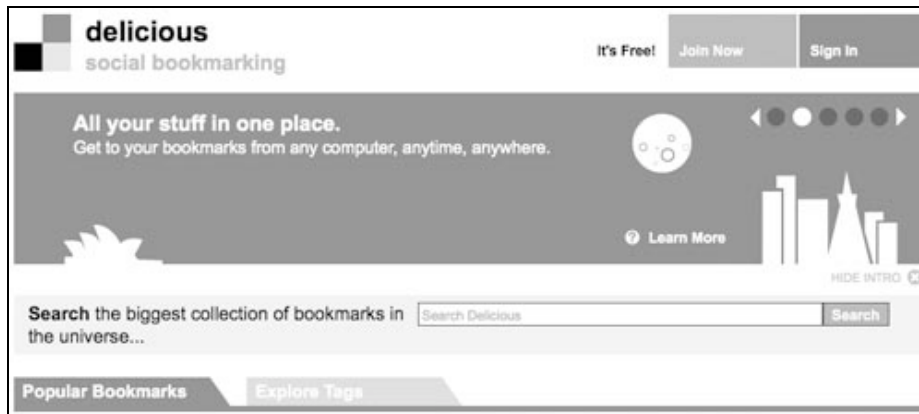 delicious
social bookmarking
It's Free!
Join Now
Sign In
All your stuff in one place.
Get to your bookmarks from any computer, anytime, anywhere.
Learn More
HIDE INTRO
Search the biggest collection of bookmarks in
the universe...
Search Delicious
Search
Popular Bookmarks
Explore Tags